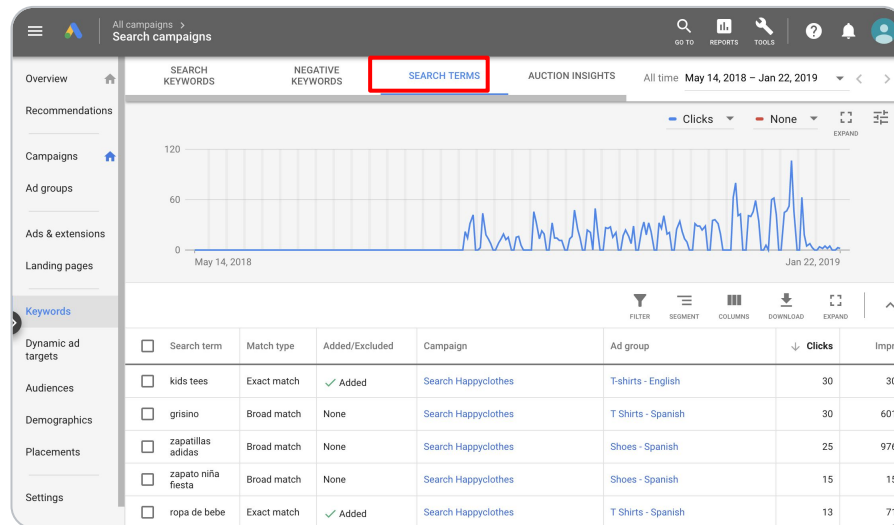 All campaigns >
Search campaigns
GO TO
REPORTS
TOOLS
Overview
Recommendations
Campaigns
Ad groups
Ads & extensions
Landing pages
Keywords
Dynamic ad
targets
Audiences
Demographics
Placements
Settings
SEARCH
KEYWORDS
NEGATIVE
KEYWORDS
SEARCH TERMS
AUCTION INSIGHTS
All time May 14, 2018 – Jan 22, 2019
Clicks
None
EXPAND
120
60
0
May 14, 2018
Jan 22, 2019
FILTER
SEGMENT
COLUMNS
DOWNLOAD
EXPAND
Search term Match type Added/Excluded Campaign Ad group Clicks
kids tees Exact match Added Search Happyclothes T-shirts - English 30
grisino Broad match None Search Happyclothes T Shirts - Spanish 30
zapatillas
adidas Broad match None Search Happyclothes Shoes - Spanish 25
zapato niña
fiesta Broad match None Search Happyclothes Shoes - Spanish 15
ropa de bebe Exact match Added Search Happyclothes T Shirts - Spanish 13